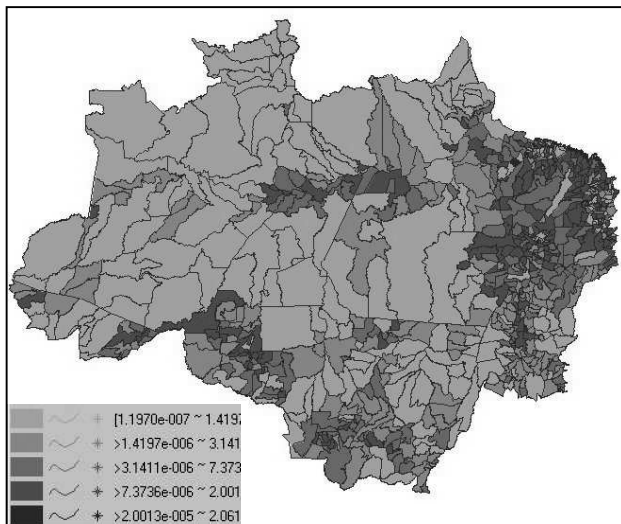 [1.1970e-007 ~ 1.4197
>1.4197e-006 ~ 3.141
>3.1411e-006 ~ 7.373
>7.3736e-006 ~ 2.001
>2.0013e-005 ~ 2.061